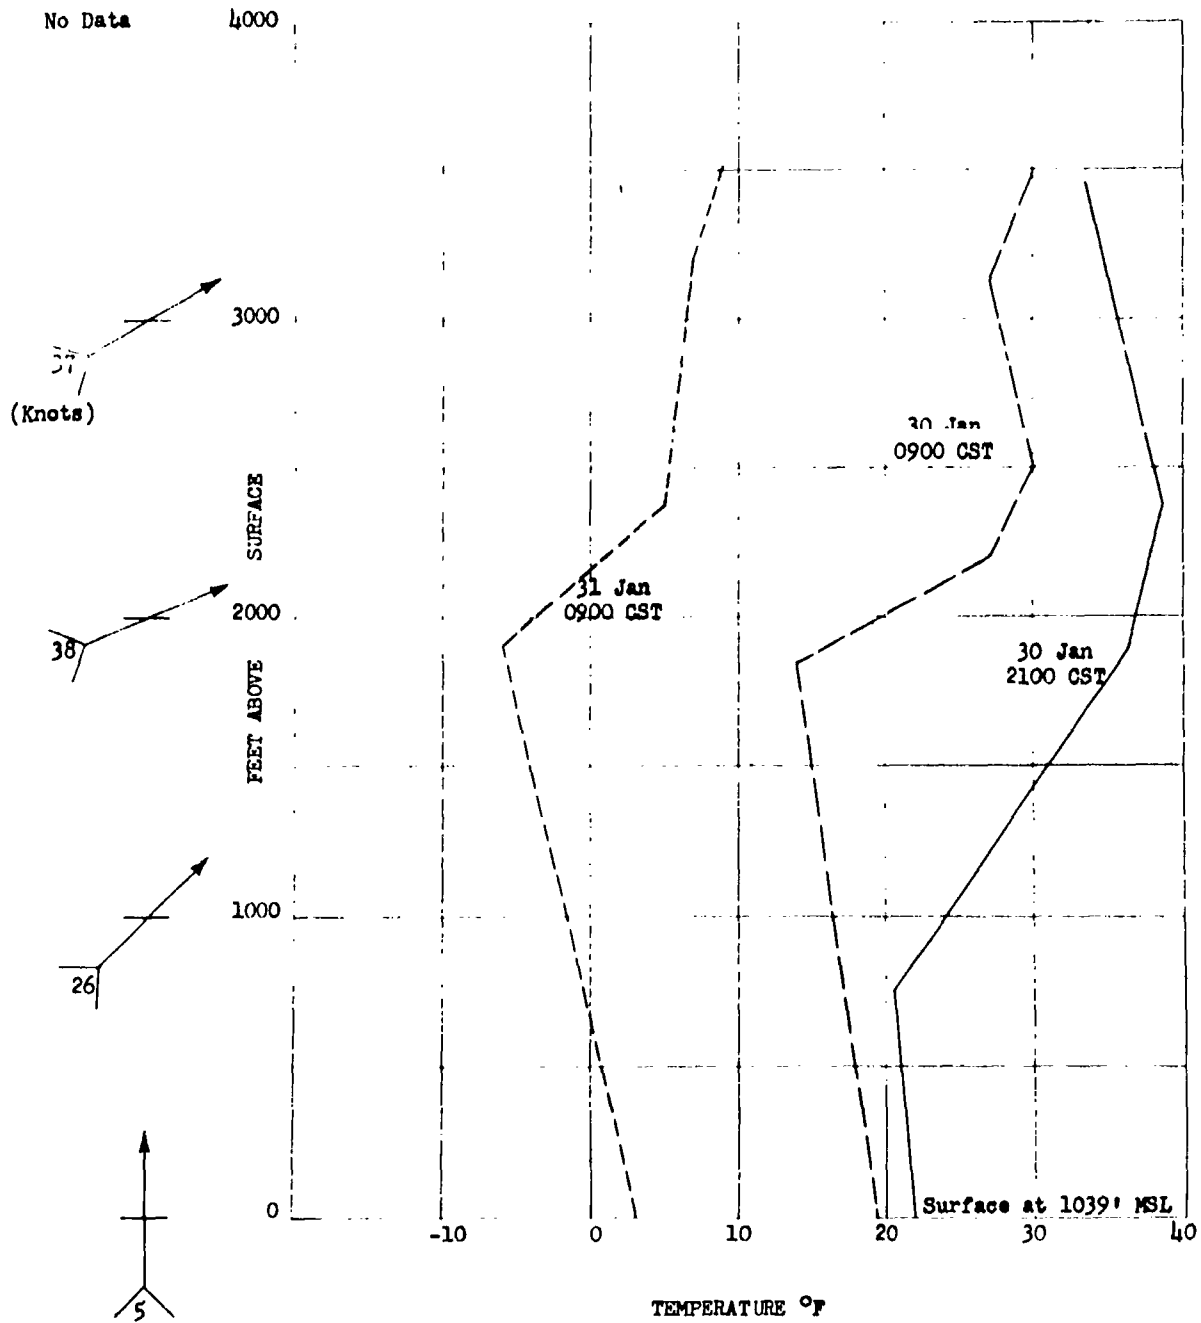 No Data
4000
3000
37
(Knots)
30 Jan
0900 CST
FEET ABOVE SURFACE
31 Jan
0900 CST
2000
38
30 Jan
2100 CST
1000
26
0
Surface at 1039' MSL
-10 0 10 20 30 40
5
TEMPERATURE °F